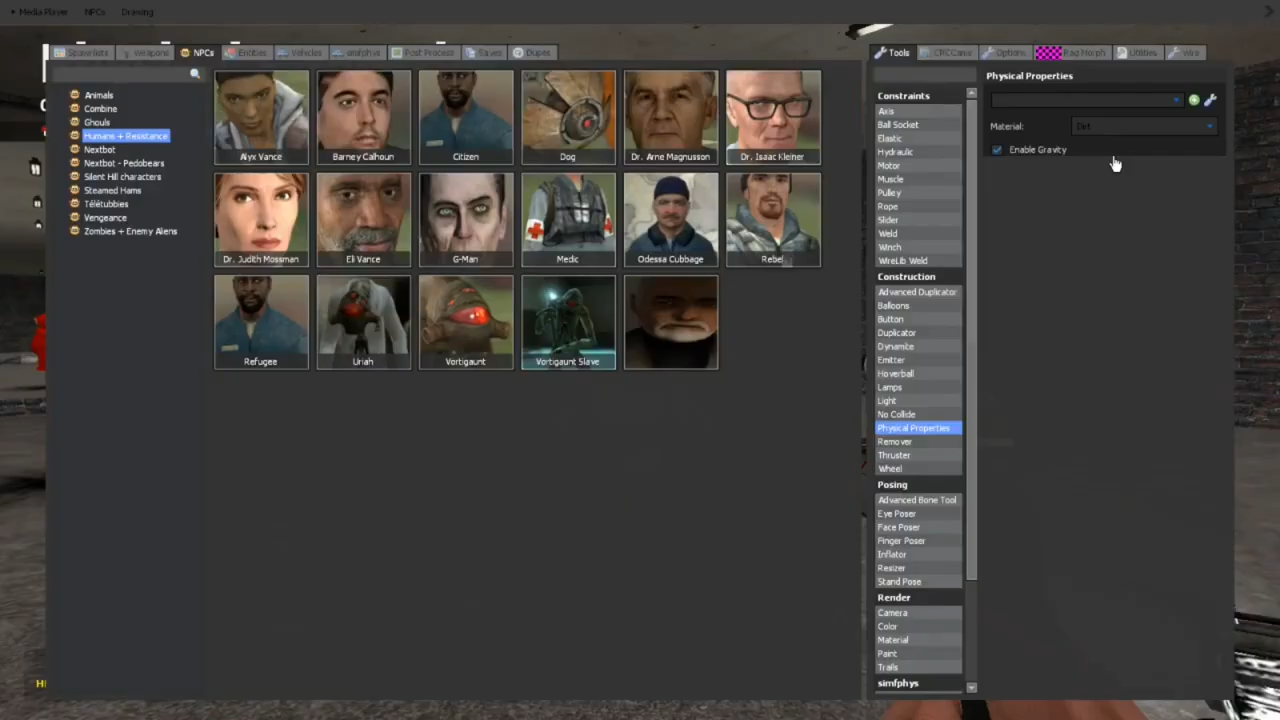 Media Player NPCs Drawing
Spawnlists Weapons NPCs Entities Vehicles simfphys Post Process Saves Dupes
Animals
Combine
Ghouls
Humans + Resistance
Nextbot
Nextbot - Pedobears
Silent Hill characters
Steamed Hams
Télétubbies
Vengeance
Zombies + Enemy Aliens
Alyx Vance Barney Calhoun Citizen Dog Dr. Arne Magnusson Dr. Isaac Kleiner
Dr. Judith Mossman Eli Vance G-Man Medic Odessa Cubbage Rebel
Refugee Uriah Vortigaunt Vortigaunt Slave
Tools Options Rag Morph Utilities Wire
Constraints
Axis
Ball Socket
Elastic
Hydraulic
Motor
Muscle
Pulley
Rope
Slider
Weld
Winch
WireLib Weld
Construction
Advanced Duplicator
Balloons
Button
Duplicator
Dynamite
Emitter
Hoverball
Lamps
Light
No Collide
Physical Properties
Remover
Thruster
Wheel
Posing
Advanced Bone Tool
Eye Poser
Face Poser
Finger Poser
Inflator
Resizer
Stand Pose
Render
Camera
Color
Material
Paint
Trails
simfphys
Physical Properties
Material: Dirt
Enable Gravity